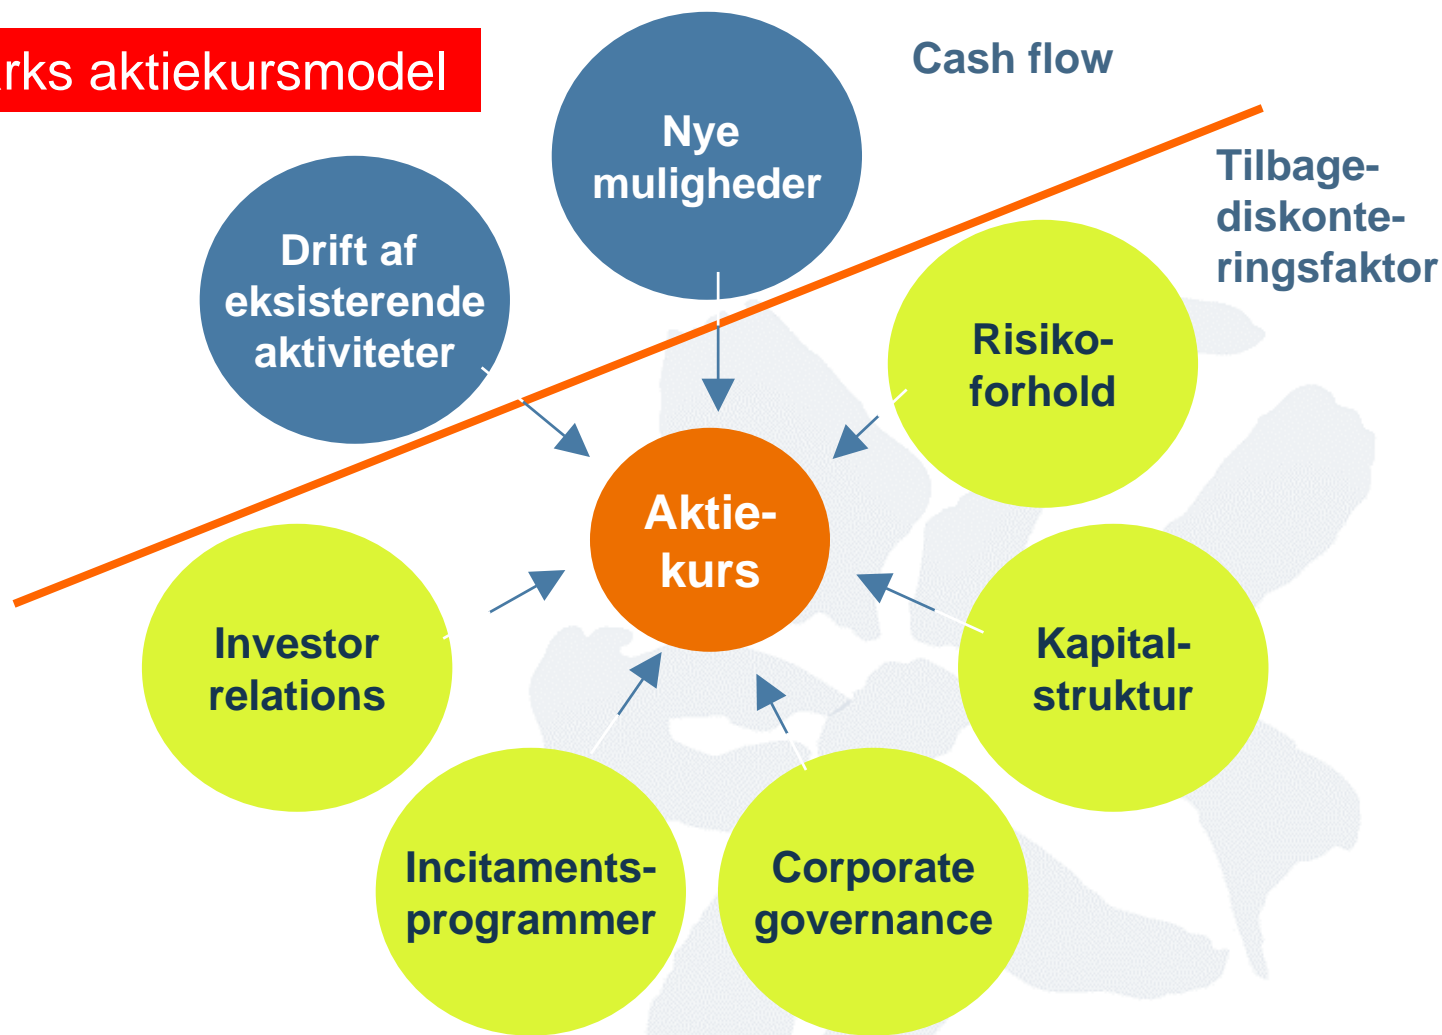 rks aktiekursmodel
Cash flow
Tilbage-
diskonte-
ringsfaktor
Nye
muligheder
Drift af
eksisterende
aktiviteter
Risiko-
forhold
Aktie-
kurs
Investor
relations
Kapital-
struktur
Incitaments-
programmer
Corporate
governance